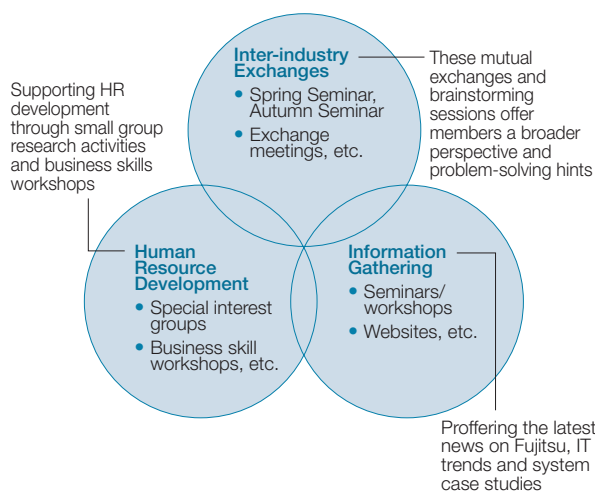 Inter-industry
Exchanges
• Spring Seminar,
Autumn Seminar
• Exchange
meetings, etc.
These mutual
exchanges and
brainstorming
sessions offer
members a broader
perspective and
problem-solving hints
Supporting HR
development
through small group
research activities
and business skills
workshops
Human
Resource
Development
• Special interest
groups
• Business skill
workshops, etc.
Information
Gathering
• Seminars/
workshops
• Websites, etc.
Proffering the latest
news on Fujitsu, IT
trends and system
case studies